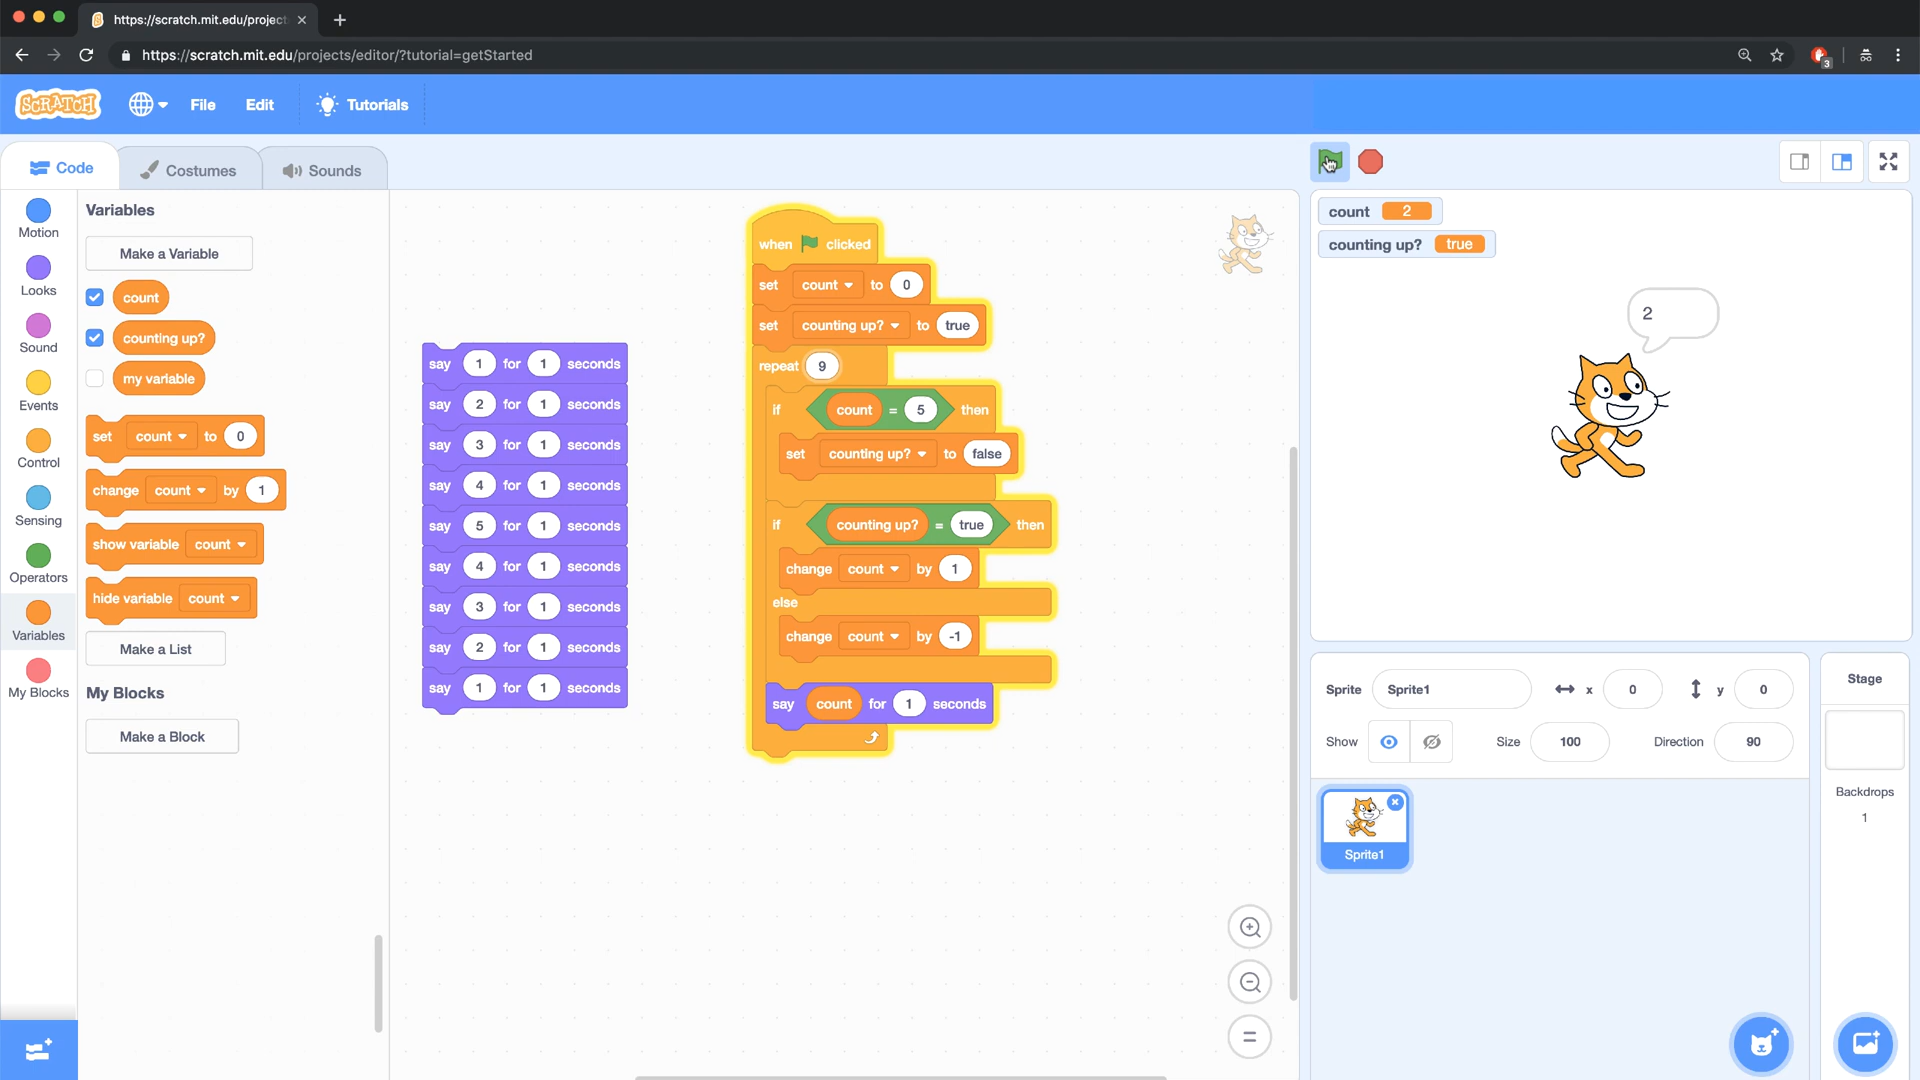 https://scratch.mit.edu/project
https://scratch.mit.edu/projects/editor/?tutorial=getStarted
3
SCRATCH
File
Edit
Tutorials
Code
Costumes
Sounds
Motion
Looks
Sound
Events
Control
Sensing
Operators
Variables
My Blocks
Variables
Make a Variable
count
counting up?
my variable
set count to 0
change count by 1
show variable count
hide variable count
Make a List
My Blocks
Make a Block
say 1 for 1 seconds
say 2 for 1 seconds
say 3 for 1 seconds
say 4 for 1 seconds
say 5 for 1 seconds
say 4 for 1 seconds
say 3 for 1 seconds
say 2 for 1 seconds
say 1 for 1 seconds
when clicked
set count to 0
set counting up? to true
repeat 9
if count = 5 then
set counting up? to false
if counting up? = true then
change count by 1
else
change count by -1
say count for 1 seconds
count 2
counting up? true
2
Sprite Sprite1 x 0 y 0
Show Size 100 Direction 90
Sprite1
Stage
Backdrops
1